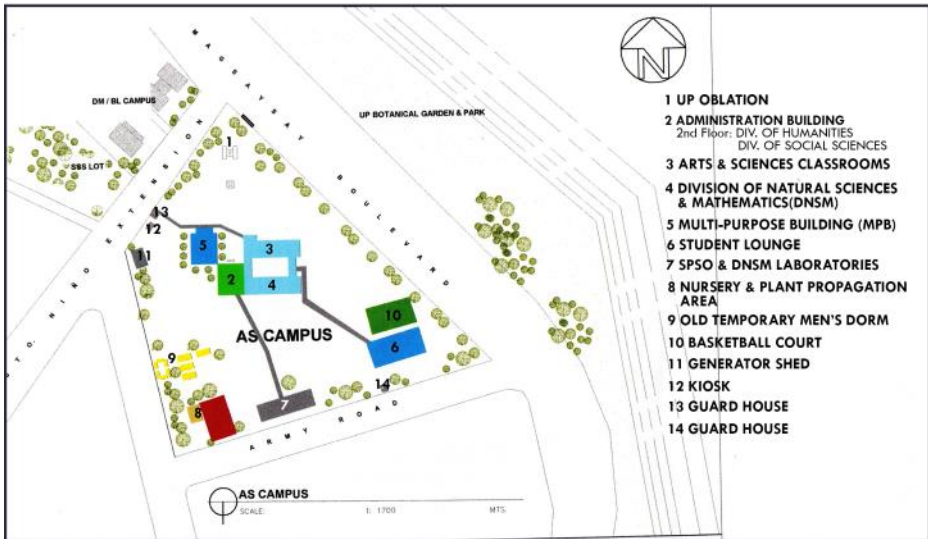 MAGSAYSAY BOULEVARD
DM / BL CAMPUS
UP BOTANICAL GARDEN & PARK
SBS LOT
STO. NIÑO EXTENSION
1
13
12
11
5
3
2
4
AS CAMPUS
10
6
9
14
8
7
ARMY ROAD
AS CAMPUS
SCALE: 1: 1700 MTS.
N
1 UP OBLATION
2 ADMINISTRATION BUILDING
2nd Floor: DIV. OF HUMANITIES
DIV. OF SOCIAL SCIENCES
3 ARTS & SCIENCES CLASSROOMS
4 DIVISION OF NATURAL SCIENCES
& MATHEMATICS(DNSM)
5 MULTI-PURPOSE BUILDING (MPB)
6 STUDENT LOUNGE
7 SPSO & DNSM LABORATORIES
8 NURSERY & PLANT PROPAGATION
AREA
9 OLD TEMPORARY MEN'S DORM
10 BASKETBALL COURT
11 GENERATOR SHED
12 KIOSK
13 GUARD HOUSE
14 GUARD HOUSE